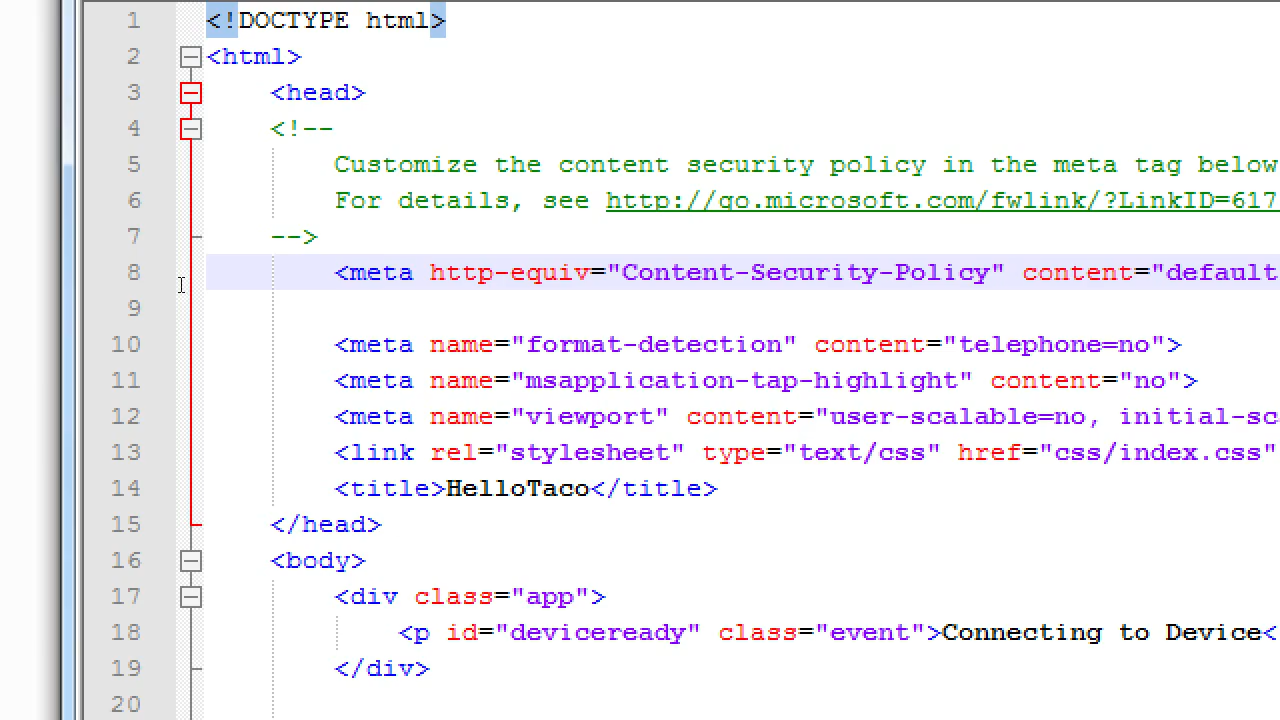 1 <!DOCTYPE html>
2 <html>
3 <head>
4 <!--
5 Customize the content security policy in the meta tag below
6 For details, see http://go.microsoft.com/fwlink/?LinkID=617
7 -->
8 <meta http-equiv="Content-Security-Policy" content="default
9
10 <meta name="format-detection" content="telephone=no">
11 <meta name="msapplication-tap-highlight" content="no">
12 <meta name="viewport" content="user-scalable=no, initial-sc
13 <link rel="stylesheet" type="text/css" href="css/index.css"
14 <title>HelloTaco</title>
15 </head>
16 <body>
17 <div class="app">
18 <p id="deviceready" class="event">Connecting to Device<
19 </div>
20